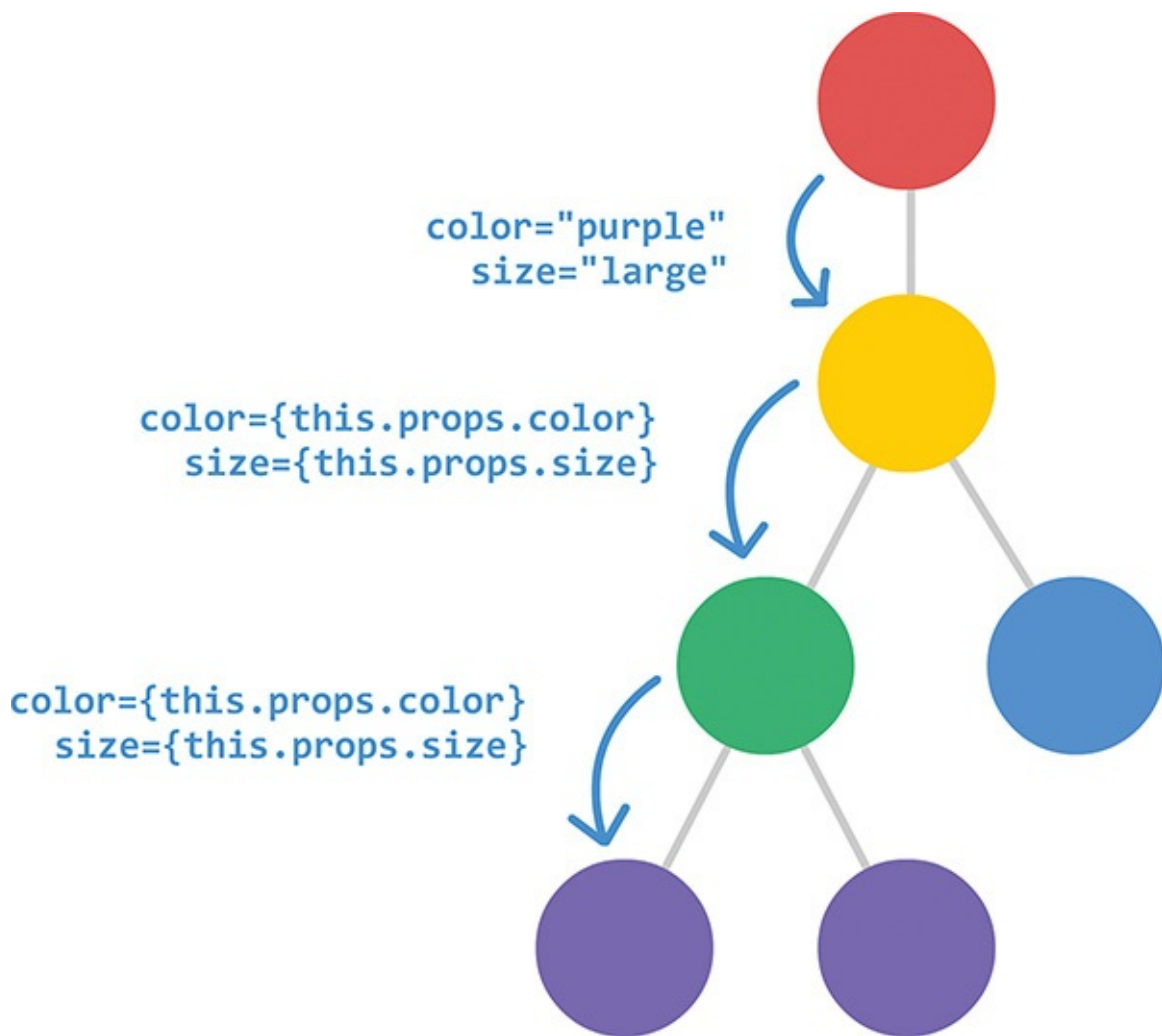 color="purple"
size="large"
color={this.props.color}
size={this.props.size}
color={this.props.color}
size={this.props.size}